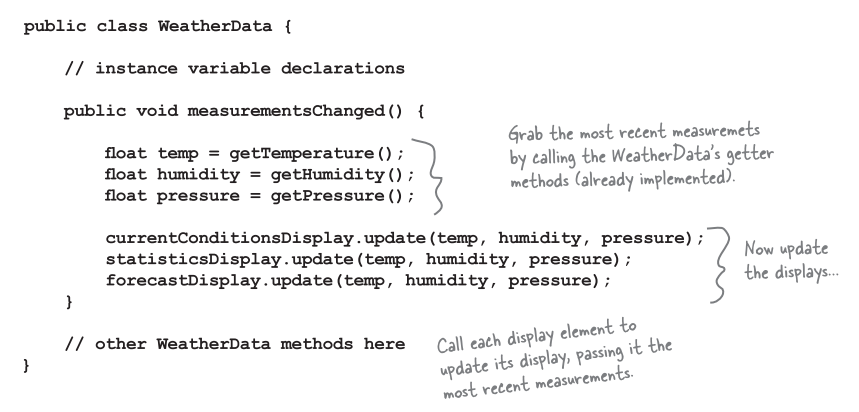 public class WeatherData {
// instance variable declarations
public void measurementsChanged() {
float temp = getTemperature();
float humidity = getHumidity();
float pressure = getPressure();
Grab the most recent measuremets
by calling the WeatherData's getter
methods (already implemented).
currentConditionsDisplay.update(temp, humidity, pressure);
statisticsDisplay.update(temp, humidity, pressure);
forecastDisplay.update(temp, humidity, pressure);
Now update
the displays...
}
// other WeatherData methods here
}
Call each display element to
update its display, passing it the
most recent measurements.